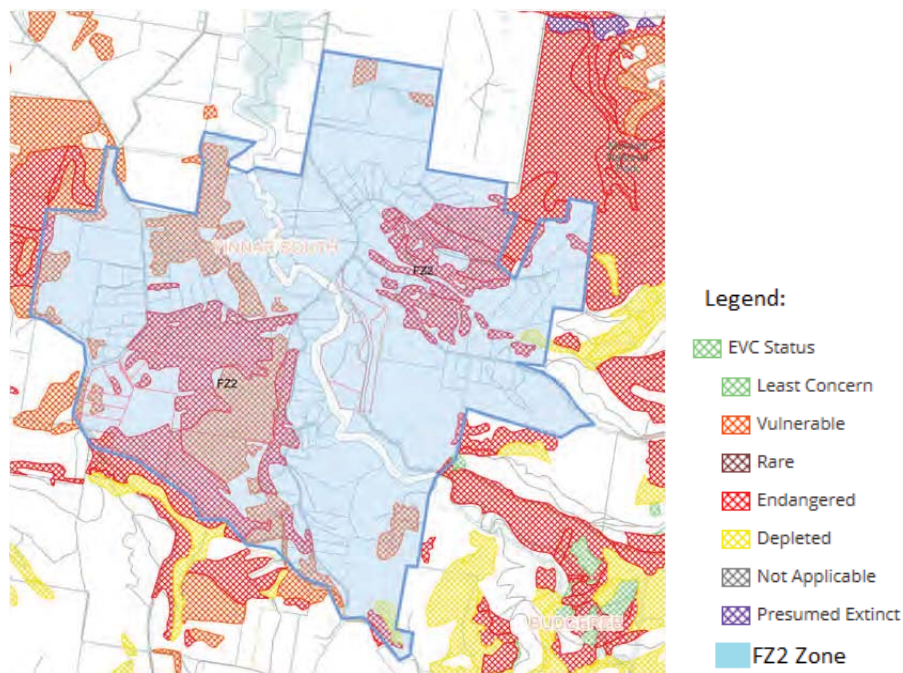 YINNAR SOUTH
FZ2
FZ2
BUDGEREE
Legend:
EVC Status
Least Concern
Vulnerable
Rare
Endangered
Depleted
Not Applicable
Presumed Extinct
FZ2 Zone